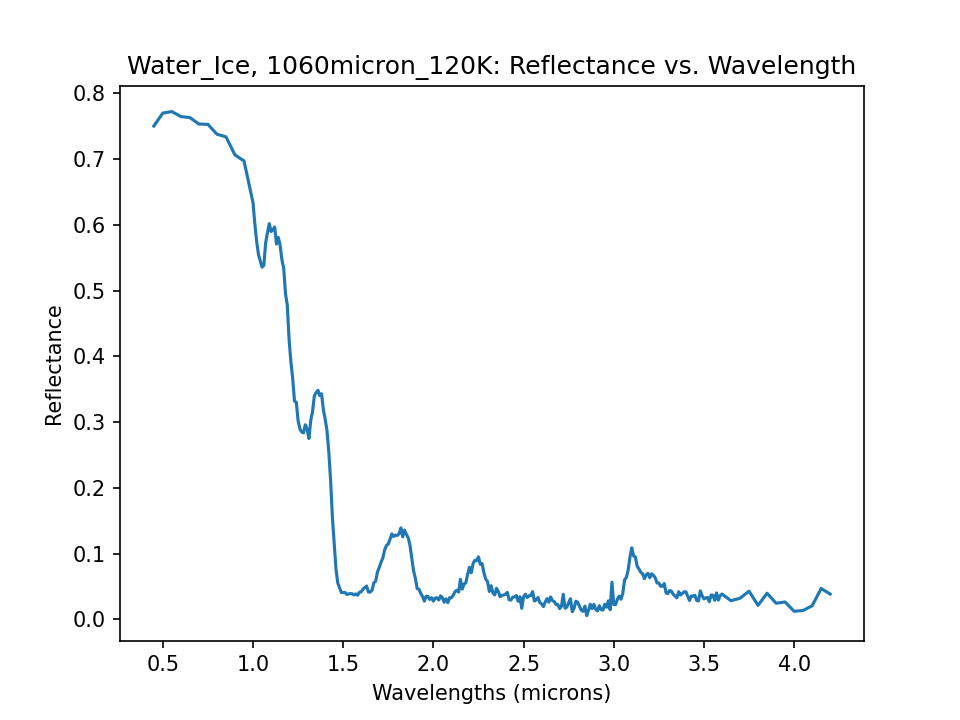 Water_Ice, 1060micron_120K: Reflectance vs. Wavelength
0.8
0.7
0.6
0.5
0.4
0.3
0.2
0.1
0.0
Reflectance
0.5 1.0 1.5 2.0 2.5 3.0 3.5 4.0
Wavelengths (microns)